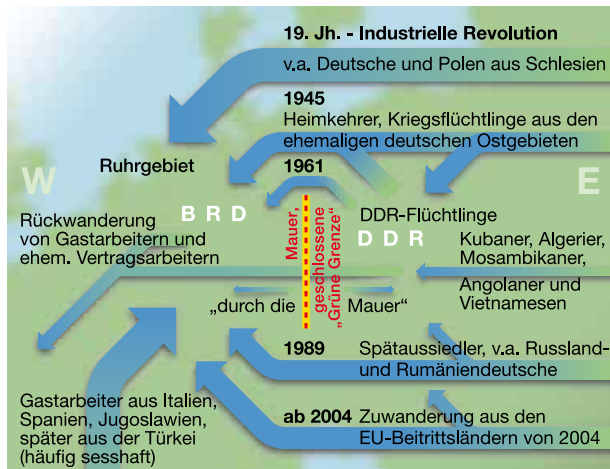 19. Jh. - Industrielle Revolution
v.a. Deutsche und Polen aus Schlesien
1945
Heimkehrer, Kriegsflüchtlinge aus den
ehemaligen deutschen Ostgebieten
Ruhrgebiet
1961
W
E
B R D
Mauer,
geschlossene
„Grüne Grenze“
DDR-Flüchtlinge
D D R
Rückwanderung
von Gastarbeitern und
ehem. Vertragsarbeitern
Kubaner, Algerier,
Mosambikaner,
Angolaner und
Vietnamesen
„durch die Mauer“
1989 Spätaussiedler, v.a. Russland-
und Rumäniendeutsche
Gastarbeiter aus Italien,
Spanien, Jugoslawien,
später aus der Türkei
(häufig sesshaft)
ab 2004 Zuwanderung aus den
EU-Beitrittsländern von 2004